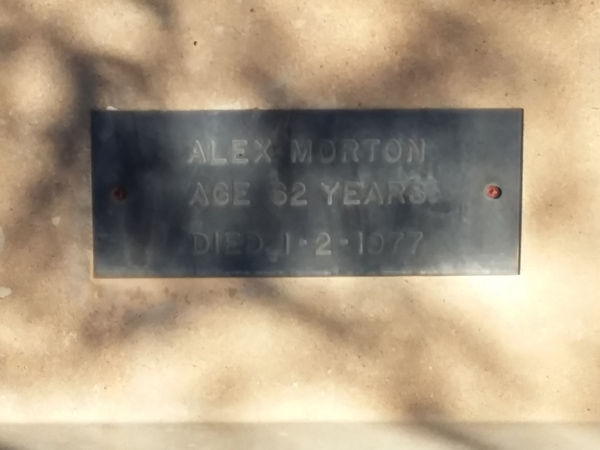 ALEX MORTON
AGE 62 YEARS
DIED 1-2-1977